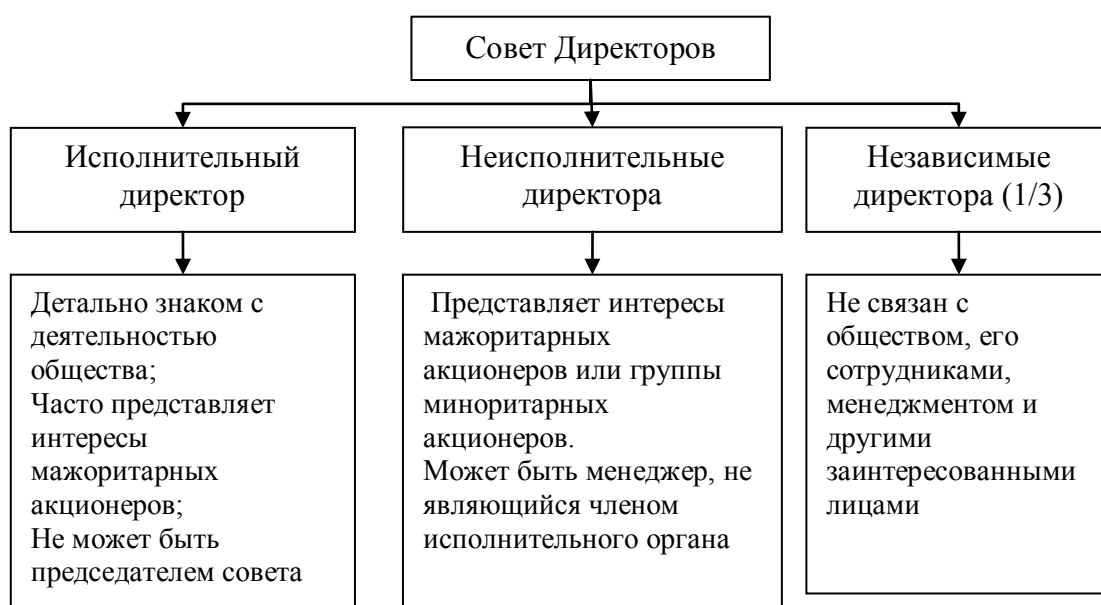 Совет Директоров
Исполнительный
директор
Неисполнительные
директора
Независимые
директора (1/3)
Детально знаком с
деятельностью
общества;
Часто представляет
интересы
мажоритарных
акционеров;
Не может быть
председателем совета
Представляет интересы
мажоритарных
акционеров или группы
миноритарных
акционеров.
Может быть менеджер, не
являющийся членом
исполнительного органа
Не связан с
обществом, его
сотрудниками,
менеджментом и
другими
заинтересованными
лицами